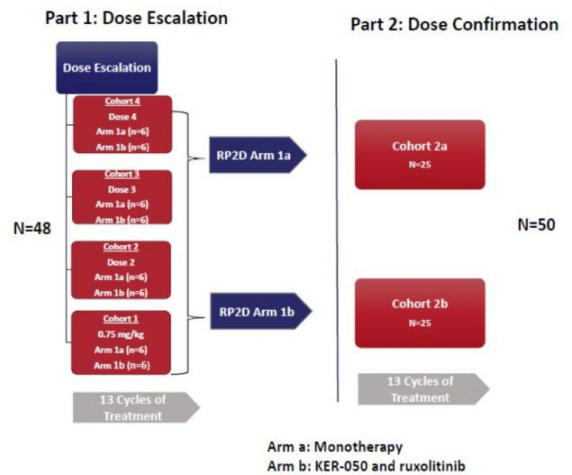 Part 1: Dose Escalation
Part 2: Dose Confirmation
Dose Escalation
Cohort 4
Dose 4
Arm 1a (n=6)
Arm 1b (n=6)
Cohort 3
Dose 3
Arm 1a (n=6)
Arm 1b (n=6)
Cohort 2
Dose 2
Arm 1a (n=6)
Arm 1b (n=6)
Cohort 1
0.75 mg/kg
Arm 1a (n=6)
Arm 1b (n=6)
N=48
RP2D Arm 1a
RP2D Arm 1b
13 Cycles of
Treatment
Cohort 2a
N=25
Cohort 2b
N=25
N=50
13 Cycles of
Treatment
Arm a: Monotherapy
Arm b: KER-050 and ruxolitinib